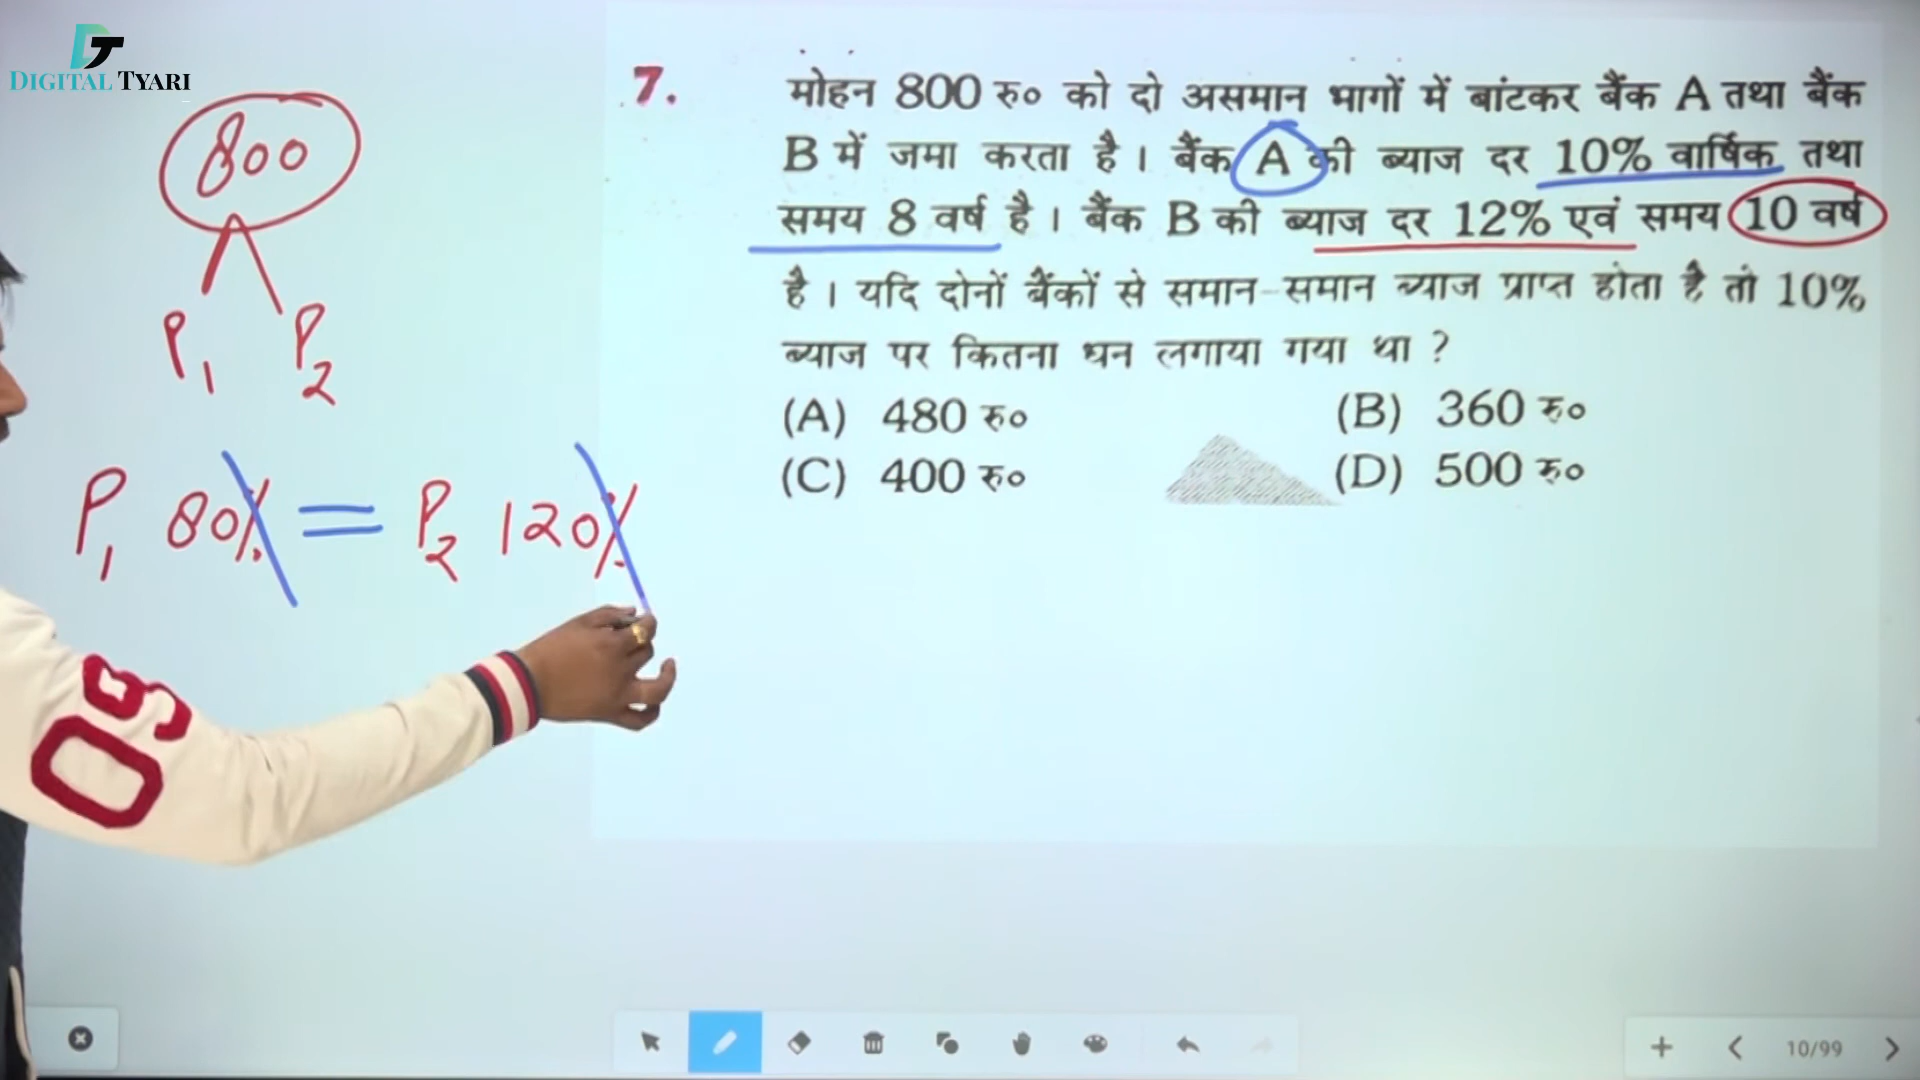 DT
DIGITAL TYARI
800
P1 P2
P1 80% = P2 120%
7. मोहन 800 रु० को दो असमान भागों में बांटकर बैंक A तथा बैंक
B में जमा करता है। बैंक A की ब्याज दर 10% वार्षिक तथा
समय 8 वर्ष है। बैंक B की ब्याज दर 12% एवं समय 10 वर्ष
है। यदि दोनों बैंकों से समान-समान ब्याज प्राप्त होता है तो 10%
ब्याज पर कितना धन लगाया गया था ?
(A) 480 रु० (B) 360 रु०
(C) 400 रु० (D) 500 रु०
09
10/99